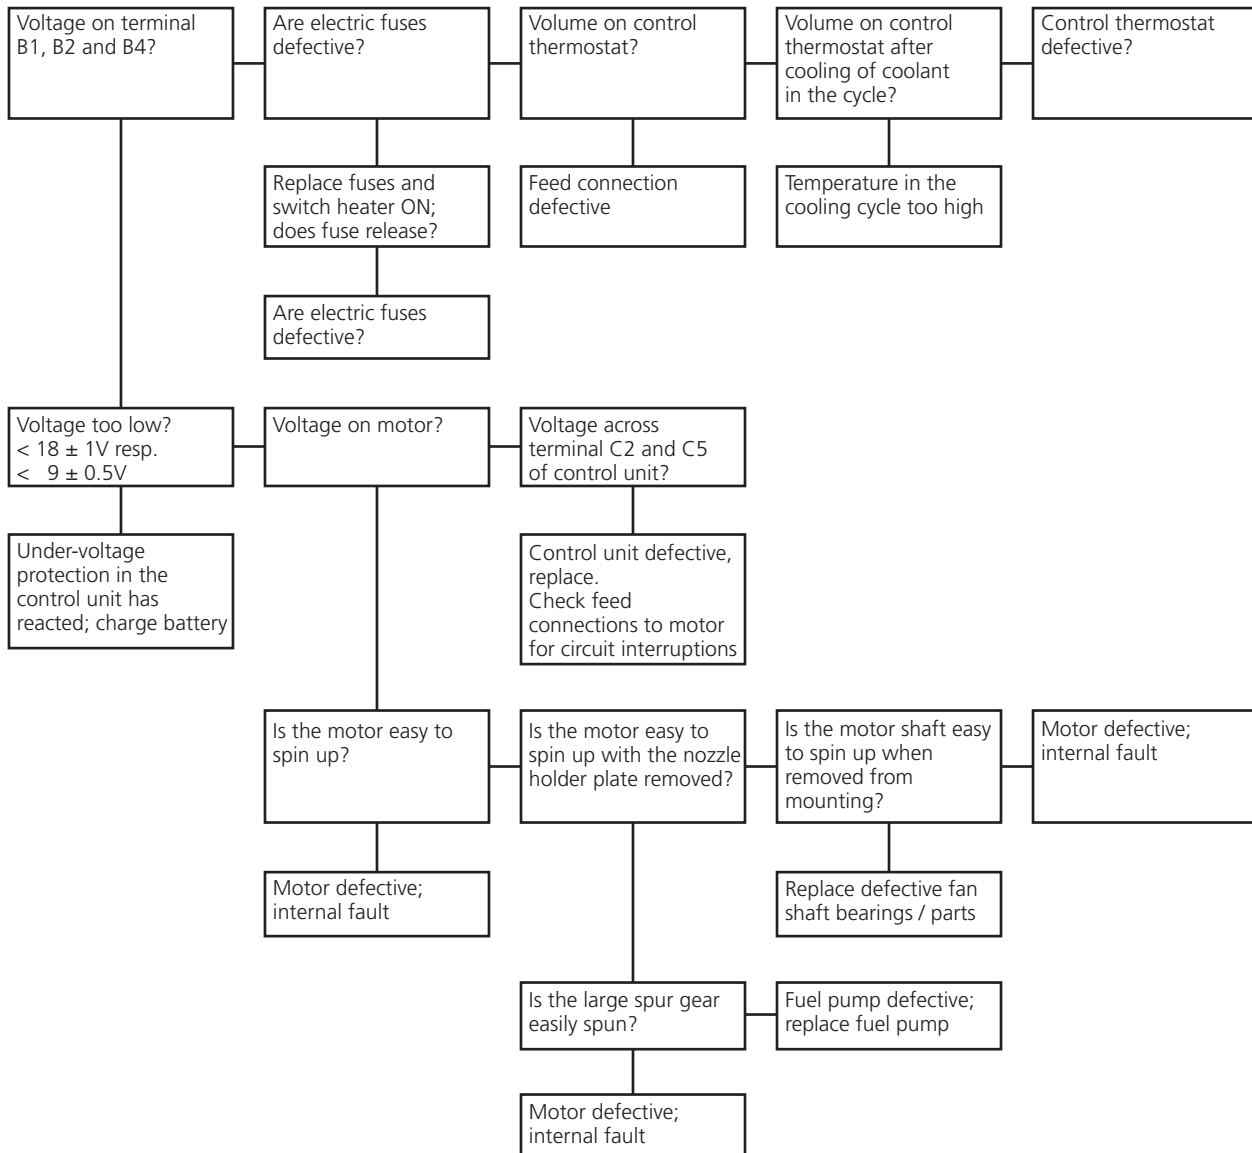 Voltage on terminal
B1, B2 and B4?
Are electric fuses
defective?
Volume on control
thermostat?
Volume on control
thermostat after
cooling of coolant
in the cycle?
Control thermostat
defective?
Replace fuses and
switch heater ON;
does fuse release?
Feed connection
defective
Temperature in the
cooling cycle too high
Are electric fuses
defective?
Voltage too low?
< 18 ± 1V resp.
<   9 ± 0.5V
Voltage on motor?
Voltage across
terminal C2 and C5
of control unit?
Under-voltage
protection in the
control unit has
reacted; charge battery
Control unit defective,
replace.
Check feed
connections to motor
for circuit interruptions
Is the motor easy to
spin up?
Is the motor easy to
spin up with the nozzle
holder plate removed?
Is the motor shaft easy
to spin up when
removed from
mounting?
Motor defective;
internal fault
Motor defective;
internal fault
Replace defective fan
shaft bearings / parts
Is the large spur gear
easily spun?
Fuel pump defective;
replace fuel pump
Motor defective;
internal fault